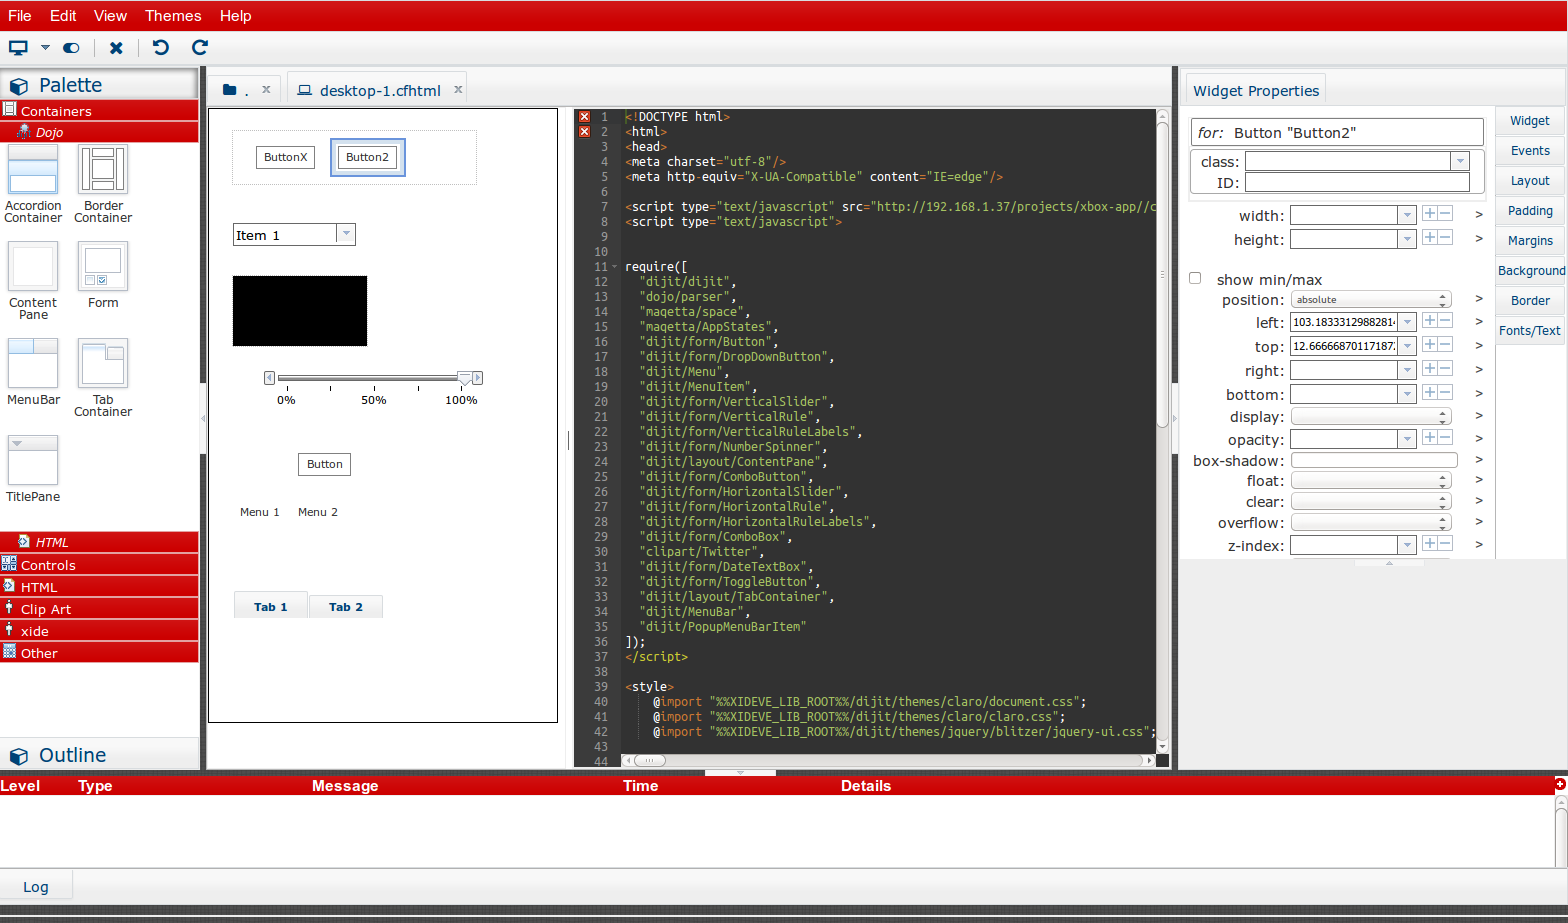 File Edit View Themes Help
Palette
Containers
Dojo
Accordion Container
Border Container
Content Pane
Form
MenuBar
Tab Container
TitlePane
HTML
Controls
HTML
Clip Art
xide
Other
Outline
. x
desktop-1.cfhtml x
ButtonX Button2
Item 1
0% 50% 100%
Button
Menu 1 Menu 2
Tab 1 Tab 2
1 <!DOCTYPE html>
2 <html>
3 <head>
4 <meta charset="utf-8"/>
5 <meta http-equiv="X-UA-Compatible" content="IE=edge"/>
6
7 <script type="text/javascript" src="http://192.168.1.37/projects/xbox-app//c
8 <script type="text/javascript">
9
10
11 require([
12 "dijit/dijit",
13 "dojo/parser",
14 "maqetta/space",
15 "maqetta/AppStates",
16 "dijit/form/Button",
17 "dijit/form/DropDownButton",
18 "dijit/Menu",
19 "dijit/MenuItem",
20 "dijit/form/VerticalSlider",
21 "dijit/form/VerticalRule",
22 "dijit/form/VerticalRuleLabels",
23 "dijit/form/NumberSpinner",
24 "dijit/layout/ContentPane",
25 "dijit/form/ComboButton",
26 "dijit/form/HorizontalSlider",
27 "dijit/form/HorizontalRule",
28 "dijit/form/HorizontalRuleLabels",
29 "dijit/form/ComboBox",
30 "clipart/Twitter",
31 "dijit/form/DateTextBox",
32 "dijit/form/ToggleButton",
33 "dijit/layout/TabContainer",
34 "dijit/MenuBar",
35 "dijit/PopupMenuBarItem"
36 ]);
37 </script>
38
39 <style>
40 @import "%%XIDEVE_LIB_ROOT%%/dijit/themes/claro/document.css";
41 @import "%%XIDEVE_LIB_ROOT%%/dijit/themes/claro/claro.css";
42 @import "%%XIDEVE_LIB_ROOT%%/dijit/themes/jquery/blitzer/jquery-ui.css";
43
44
Widget Properties
for: Button "Button2"
class:
ID:
width: >
height: >
show min/max
position: absolute >
left: 103.1833312988281 >
top: 12.666668701171875 >
right: >
bottom: >
display: >
opacity: >
box-shadow: >
float: >
clear: >
overflow: >
z-index: >
Widget
Events
Layout
Padding
Margins
Background
Border
Fonts/Text
Level Type Message Time Details
Log